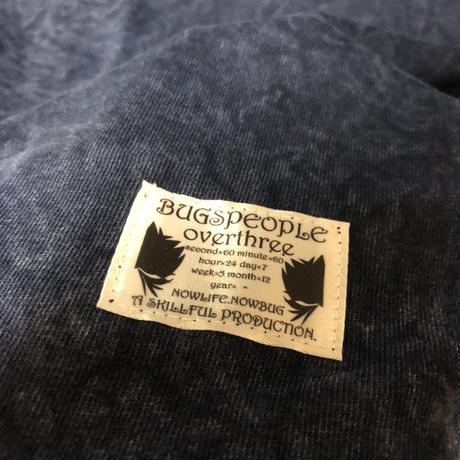 BUGSPEOPLE
overthree
second×60 minute×60
hour×24 day×7
week×5 month×12
year×
NOWLIFE.NOWBUG
A SKILLFUL PRODUCTION.